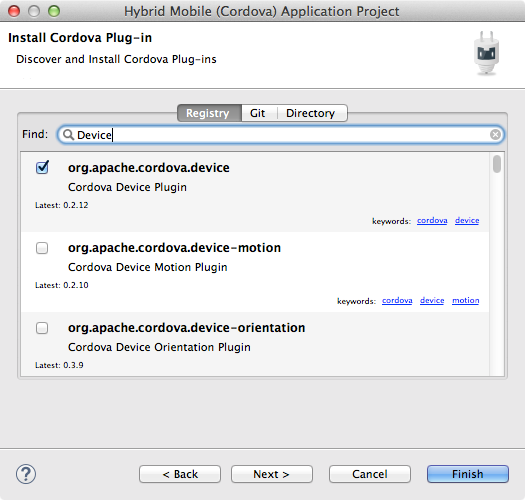 Hybrid Mobile (Cordova) Application Project
Install Cordova Plug-in
Discover and Install Cordova Plug-ins
Registry Git Directory
Find: Device
org.apache.cordova.device
Cordova Device Plugin
Latest: 0.2.12
keywords: cordova device
org.apache.cordova.device-motion
Cordova Device Motion Plugin
Latest: 0.2.10
keywords: cordova device motion
org.apache.cordova.device-orientation
Cordova Device Orientation Plugin
Latest: 0.3.9
? < Back Next > Cancel Finish